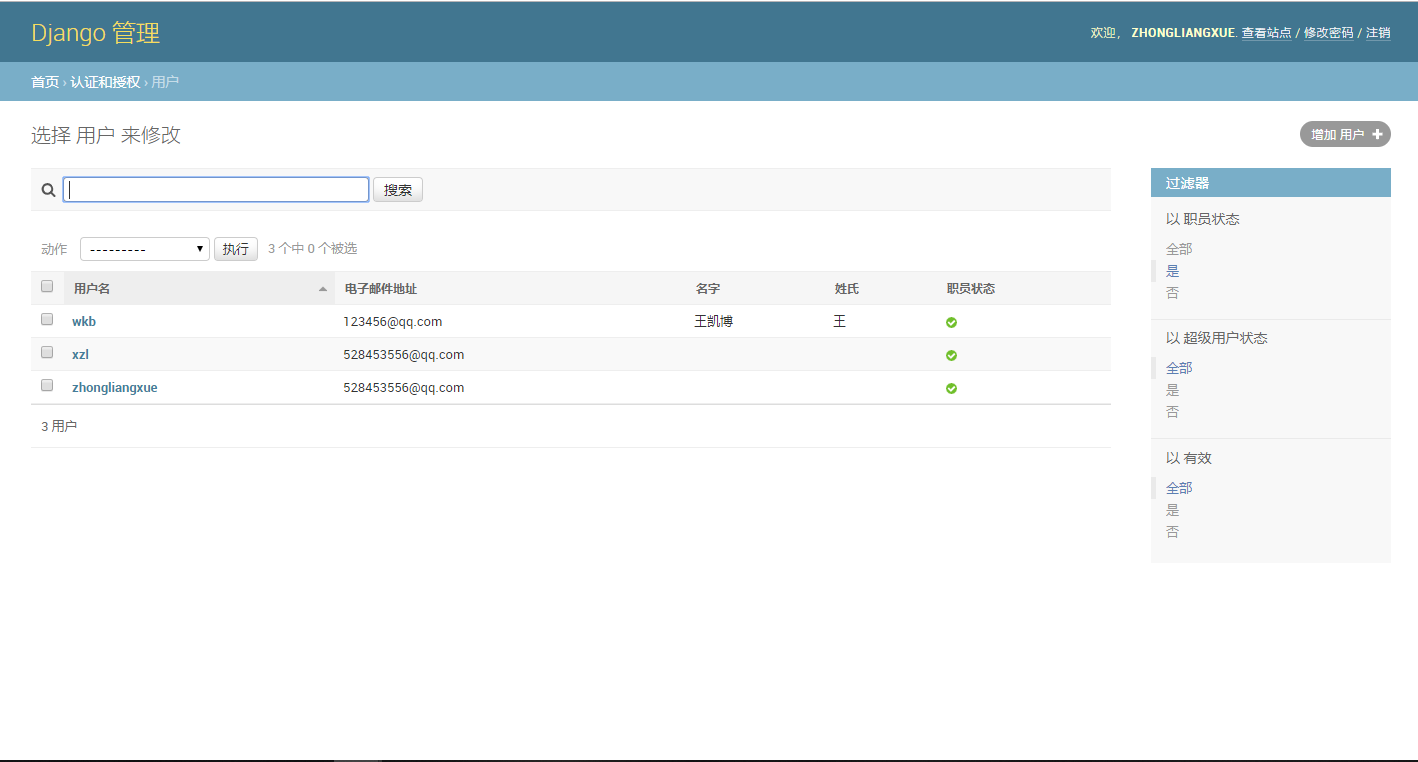 Django 管理
欢迎， ZHONGLIANGXUE. 查看站点 / 修改密码 / 注销
首页 › 认证和授权 › 用户
选择 用户 来修改
增加 用户
搜索
动作 --------- 执行 3 个中 0 个被选
用户名 电子邮件地址 名字 姓氏 职员状态
wkb 123456@qq.com 王凯博 王
xzl 528453556@qq.com
zhongliangxue 528453556@qq.com
3 用户
过滤器
以 职员状态
全部
是
否
以 超级用户状态
全部
是
否
以 有效
全部
是
否